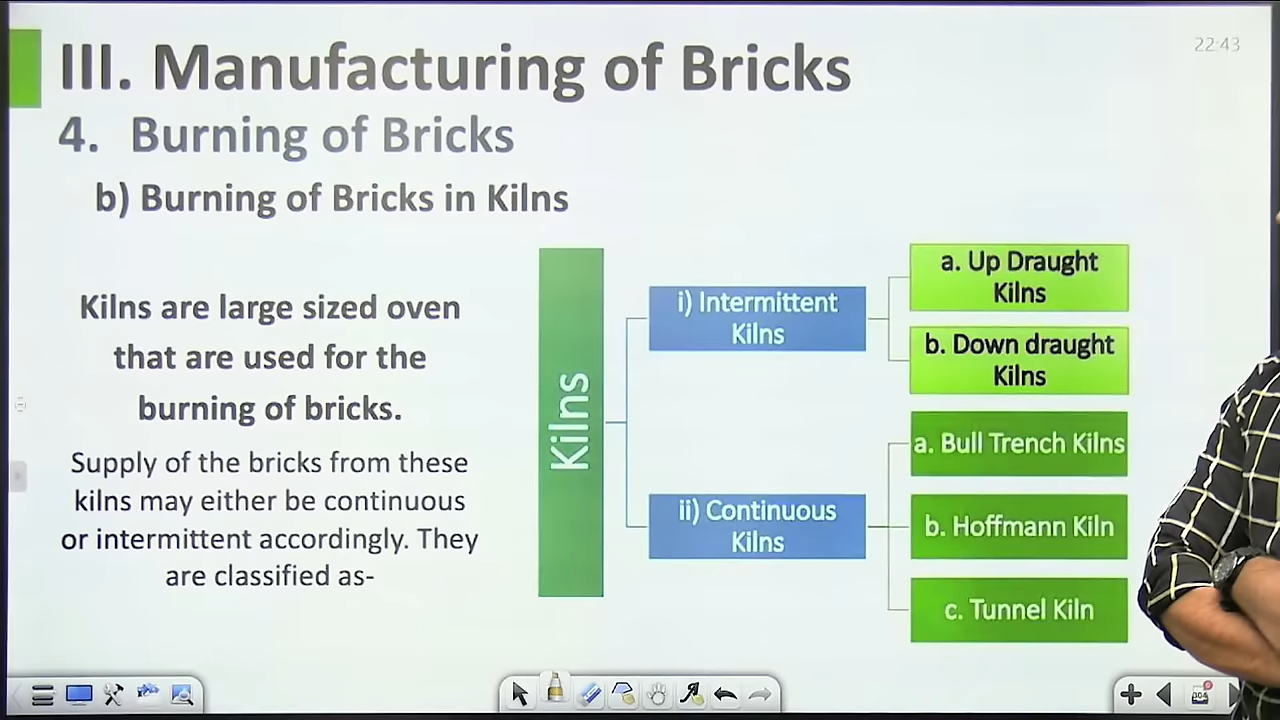 22:43
III. Manufacturing of Bricks
4. Burning of Bricks
b) Burning of Bricks in Kilns
Kilns are large sized oven
that are used for the
burning of bricks.
Supply of the bricks from these
kilns may either be continuous
or intermittent accordingly. They
are classified as-
Kilns
i) Intermittent
Kilns
a. Up Draught
Kilns
b. Down draught
Kilns
ii) Continuous
Kilns
a. Bull Trench Kilns
b. Hoffmann Kiln
c. Tunnel Kiln